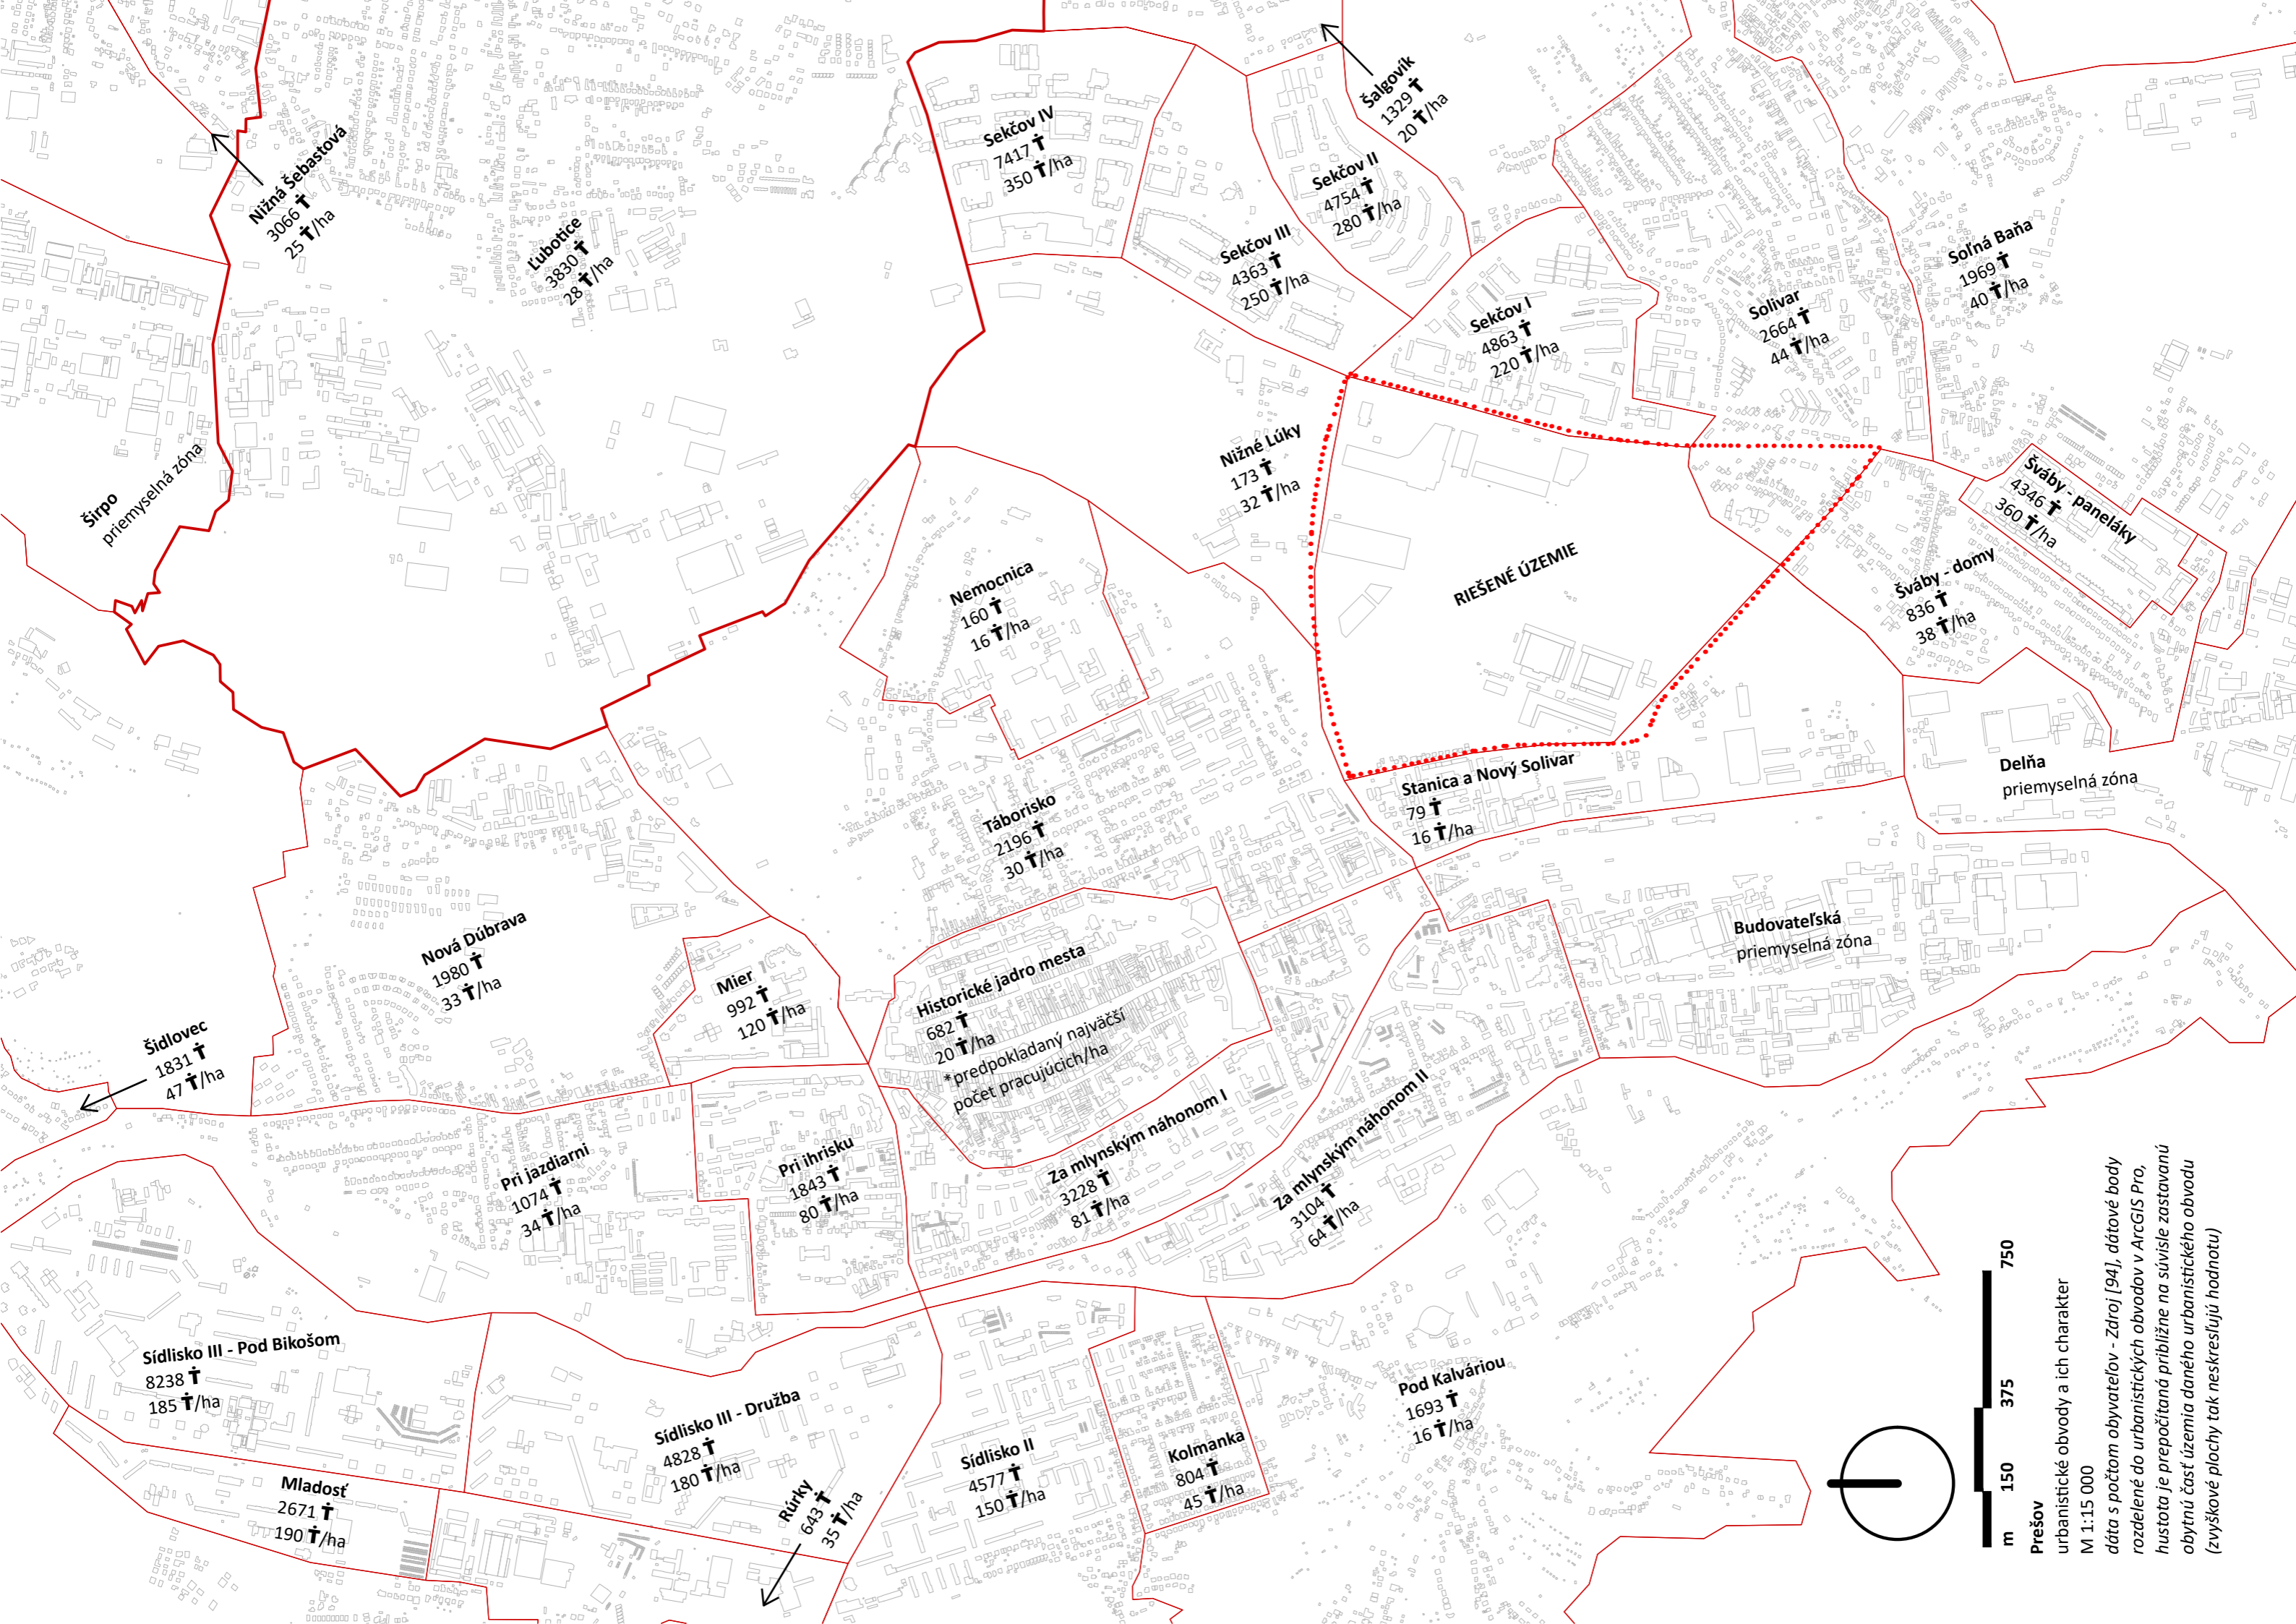 Sekčov IV
7417
350 /ha
Šalgovík
1329
20 /ha
Nižná Šebastová
3066
25 /ha
Ľubotice
3830
28 /ha
Sekčov II
4754
280 /ha
Sekčov III
4363
250 /ha
Sekčov I
4863
220 /ha
Solivar
2664
44 /ha
Soľná Baňa
1969
40 /ha
Širpo
priemyselná zóna
Nižné Lúky
173
32 /ha
Šváby - paneláky
4346
360 /ha
RIEŠENÉ ÚZEMIE
Nemocnica
160
16 /ha
Šváby - domy
836
38 /ha
Stanica a Nový Solivar
79
16 /ha
Delňa
priemyselná zóna
Táborisko
2196
30 /ha
Nová Dúbrava
1980
33 /ha
Mier
992
120 /ha
Historické jadro mesta
682
20 /ha
*predpokladaný najväčší
počet pracujúcich/ha
Budovateľská
priemyselná zóna
Šidlovec
1831
47 /ha
Pri jazdiarni
1074
34 /ha
Pri ihrisku
1843
80 /ha
Za mlynským náhonom I
3228
81 /ha
Za mlynským náhonom II
3104
64 /ha
Sídlisko III - Pod Bikošom
8238
185 /ha
Sídlisko III - Družba
4828
180 /ha
Mladosť
2671
190 /ha
Rúrky
643
35 /ha
Sídlisko II
4577
150 /ha
Kolmanka
804
45 /ha
Pod Kalváriou
1693
16 /ha
m 150 375 750
Prešov
urbanistické obvody a ich charakter
M 1:15 000
dáta s počtom obyvateľov - Zdroj [94], dátové body
rozdelené do urbanistických obvodov v ArcGIS Pro,
hustota je prepočítaná približne na súvisle zastavanú
obytnú časť územia daného urbanistického obvodu
(zvyškové plochy tak neskresľujú hodnotu)